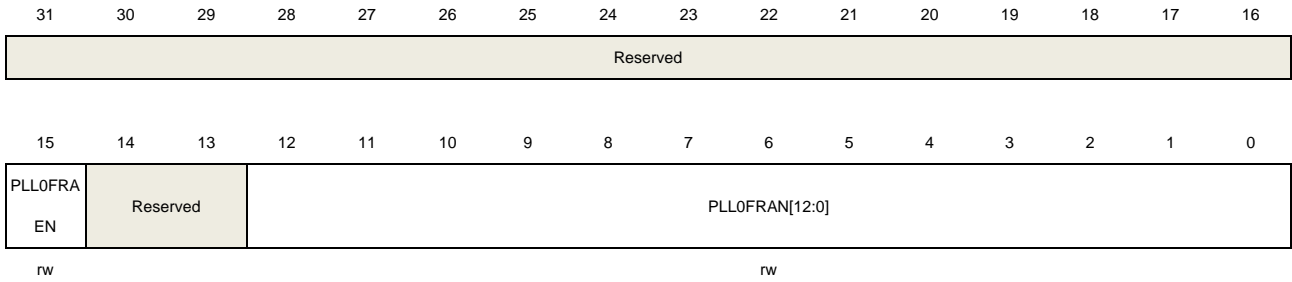 31 30 29 28 27 26 25 24 23 22 21 20 19 18 17 16
Reserved
15 14 13 12 11 10 9 8 7 6 5 4 3 2 1 0
PLL0FRA
EN
Reserved
PLL0FRAN[12:0]
rw rw